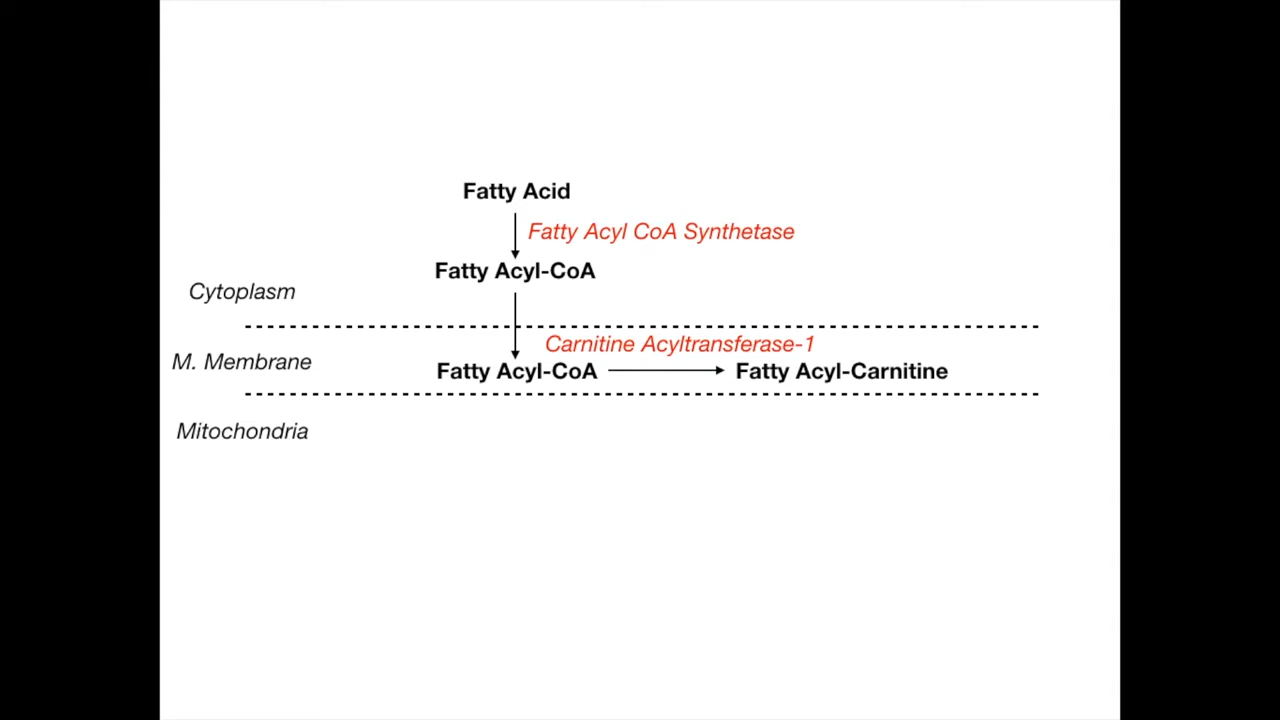 Fatty Acid
Fatty Acyl CoA Synthetase
Fatty Acyl-CoA
Cytoplasm
Carnitine Acyltransferase-1
M. Membrane
Fatty Acyl-CoA
Fatty Acyl-Carnitine
Mitochondria